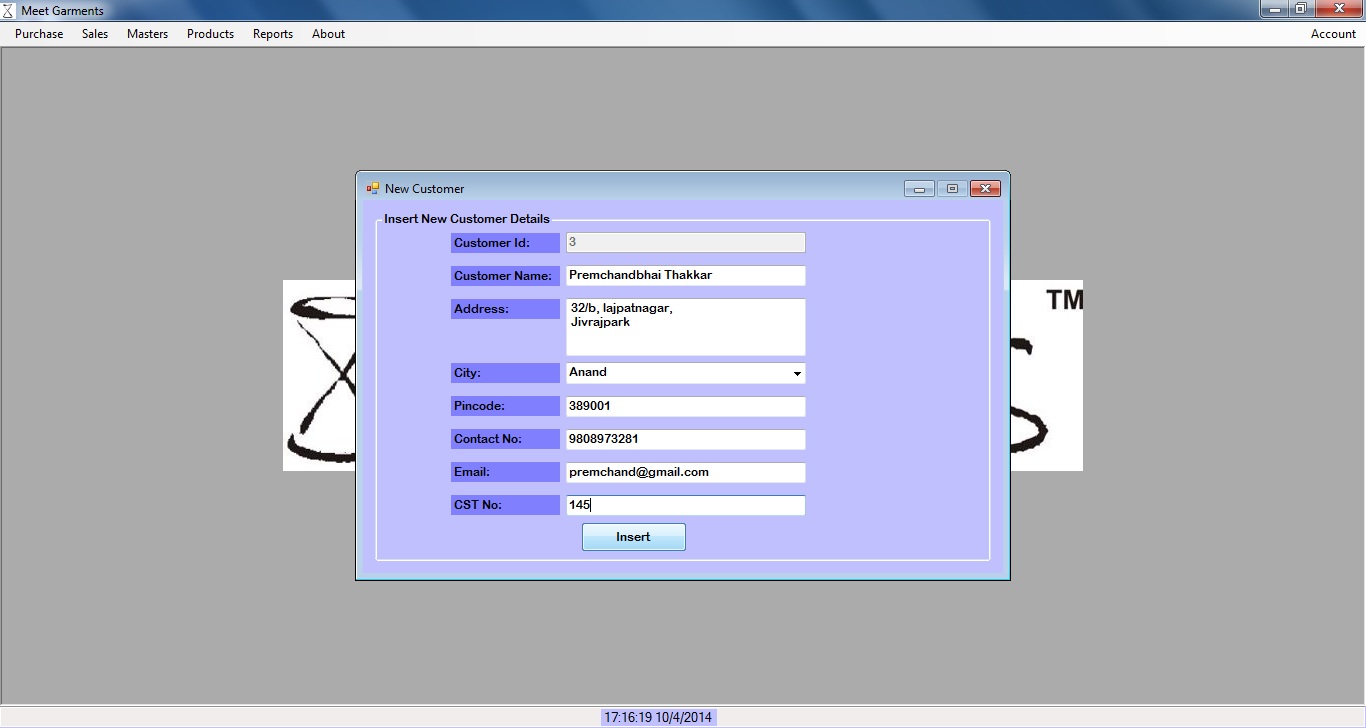 Meet Garments
Purchase Sales Masters Products Reports About Account
TM
New Customer
Insert New Customer Details
Customer Id: 3
Customer Name: Premchandbhai Thakkar
Address: 32/b, lajpatnagar,
Jivrajpark
City: Anand
Pincode: 389001
Contact No: 9808973281
Email: premchand@gmail.com
CST No: 145
Insert
17:16:19 10/4/2014